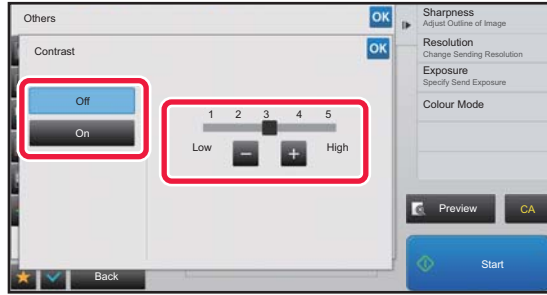 Others
OK
Contrast
OK
Off
On
1 2 3 4 5
Low
High
Back
Sharpness
Adjust Outline of Image
Resolution
Change Sending Resolution
Exposure
Specify Send Exposure
Colour Mode
Preview
CA
Start